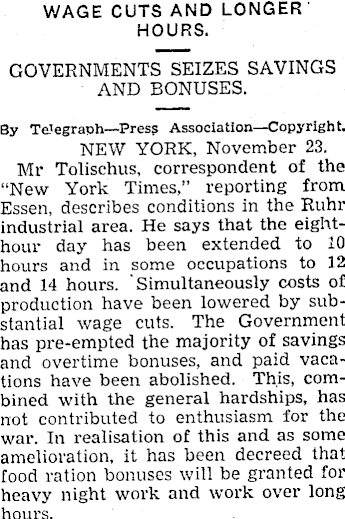 WAGE CUTS AND LONGER
HOURS.
GOVERNMENTS SEIZES SAVINGS
AND BONUSES.
By Telegraph—Press Association—Copyright.
NEW YORK, November 23.
Mr Tolischus, correspondent of the
“New York Times,” reporting from
Essen, describes conditions in the Ruhr
industrial area. He says that the eight-
hour day has been extended to 10
hours and in some occupations to 12
and 14 hours. Simultaneously costs of
production have been lowered by sub-
stantial wage cuts. The Government
has pre-empted the majority of savings
and overtime bonuses, and paid vaca-
tions have been abolished. This, com-
bined with the general hardships, has
not contributed to enthusiasm for the
war. In realisation of this and as some
amelioration, it has been decreed that
food ration bonuses will be granted for
heavy night work and work over long
hours.